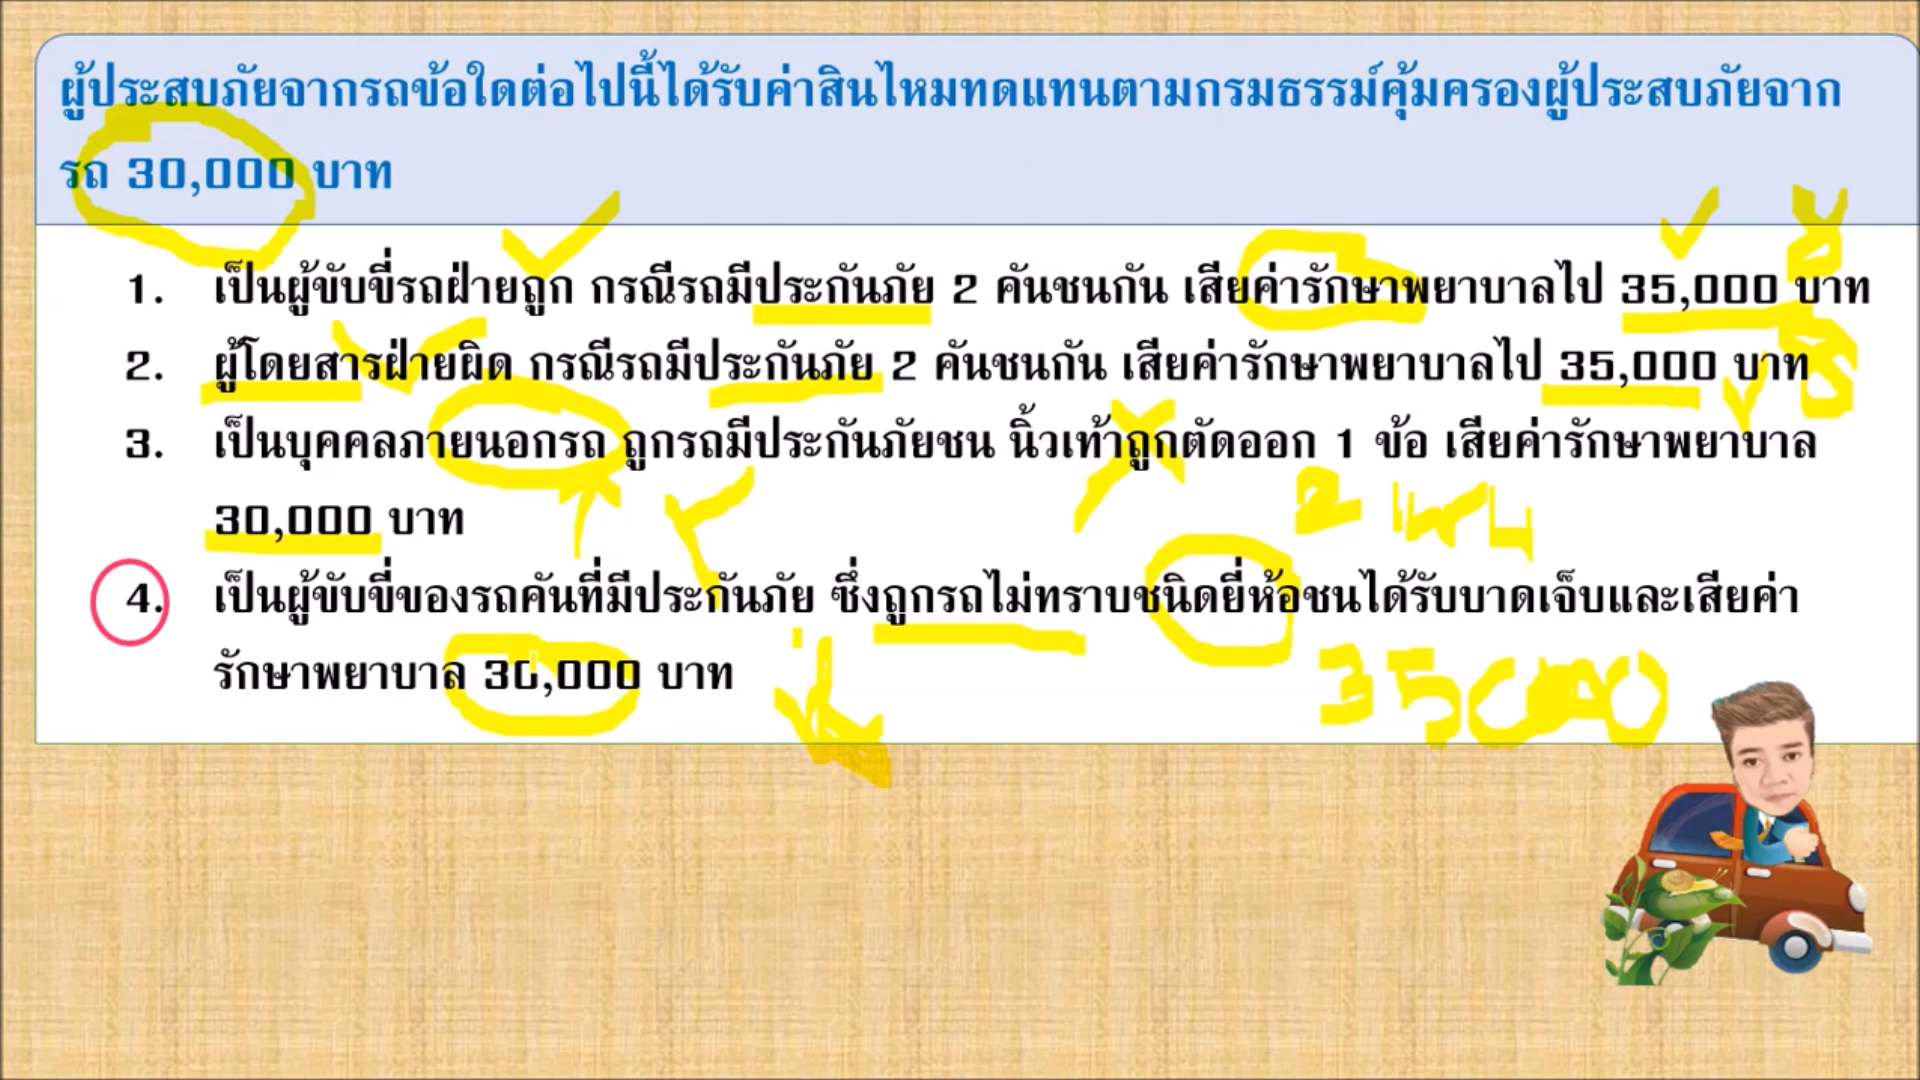 ผู้ประสบภัยจากรถข้อใดต่อไปนี้ได้รับค่าสินไหมทดแทนตามกรมธรรม์คุ้มครองผู้ประสบภัยจาก
รถ 30,000 บาท
1. เป็นผู้ขับขี่รถฝ่ายถูก กรณีรถมีประกันภัย 2 คันชนกัน เสียค่ารักษาพยาบาลไป 35,000 บาท
2. ผู้โดยสารฝ่ายผิด กรณีรถมีประกันภัย 2 คันชนกัน เสียค่ารักษาพยาบาลไป 35,000 บาท
3. เป็นบุคคลภายนอกรถ ถูกรถมีประกันภัยชน นิ้วเท้าถูกตัดออก 1 ข้อ เสียค่ารักษาพยาบาล
30,000 บาท
4. เป็นผู้ขับขี่ของรถคันที่มีประกันภัย ซึ่งถูกรถไม่ทราบชนิดยี่ห้อชนได้รับบาดเจ็บและเสียค่า
รักษาพยาบาล 30,000 บาท
35000